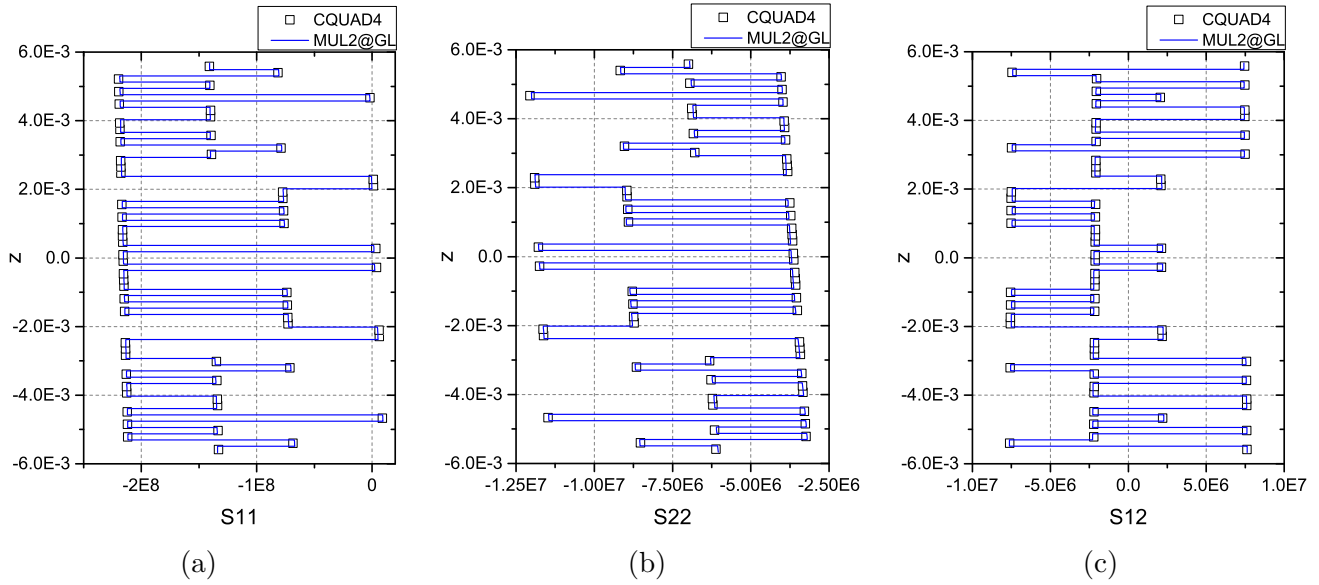 CQUAD4
MUL2@GL
6.0E-3
4.0E-3
2.0E-3
0.0
-2.0E-3
-4.0E-3
-6.0E-3
Z
-2E8
-1E8
0
S11
(a)
CQUAD4
MUL2@GL
6.0E-3
4.0E-3
2.0E-3
0.0
-2.0E-3
-4.0E-3
-6.0E-3
Z
-1.25E7
-1.00E7
-7.50E6
-5.00E6
-2.50E6
S22
(b)
CQUAD4
MUL2@GL
6.0E-3
4.0E-3
2.0E-3
0.0
-2.0E-3
-4.0E-3
-6.0E-3
Z
-1.0E7
-5.0E6
0.0
5.0E6
1.0E7
S12
(c)